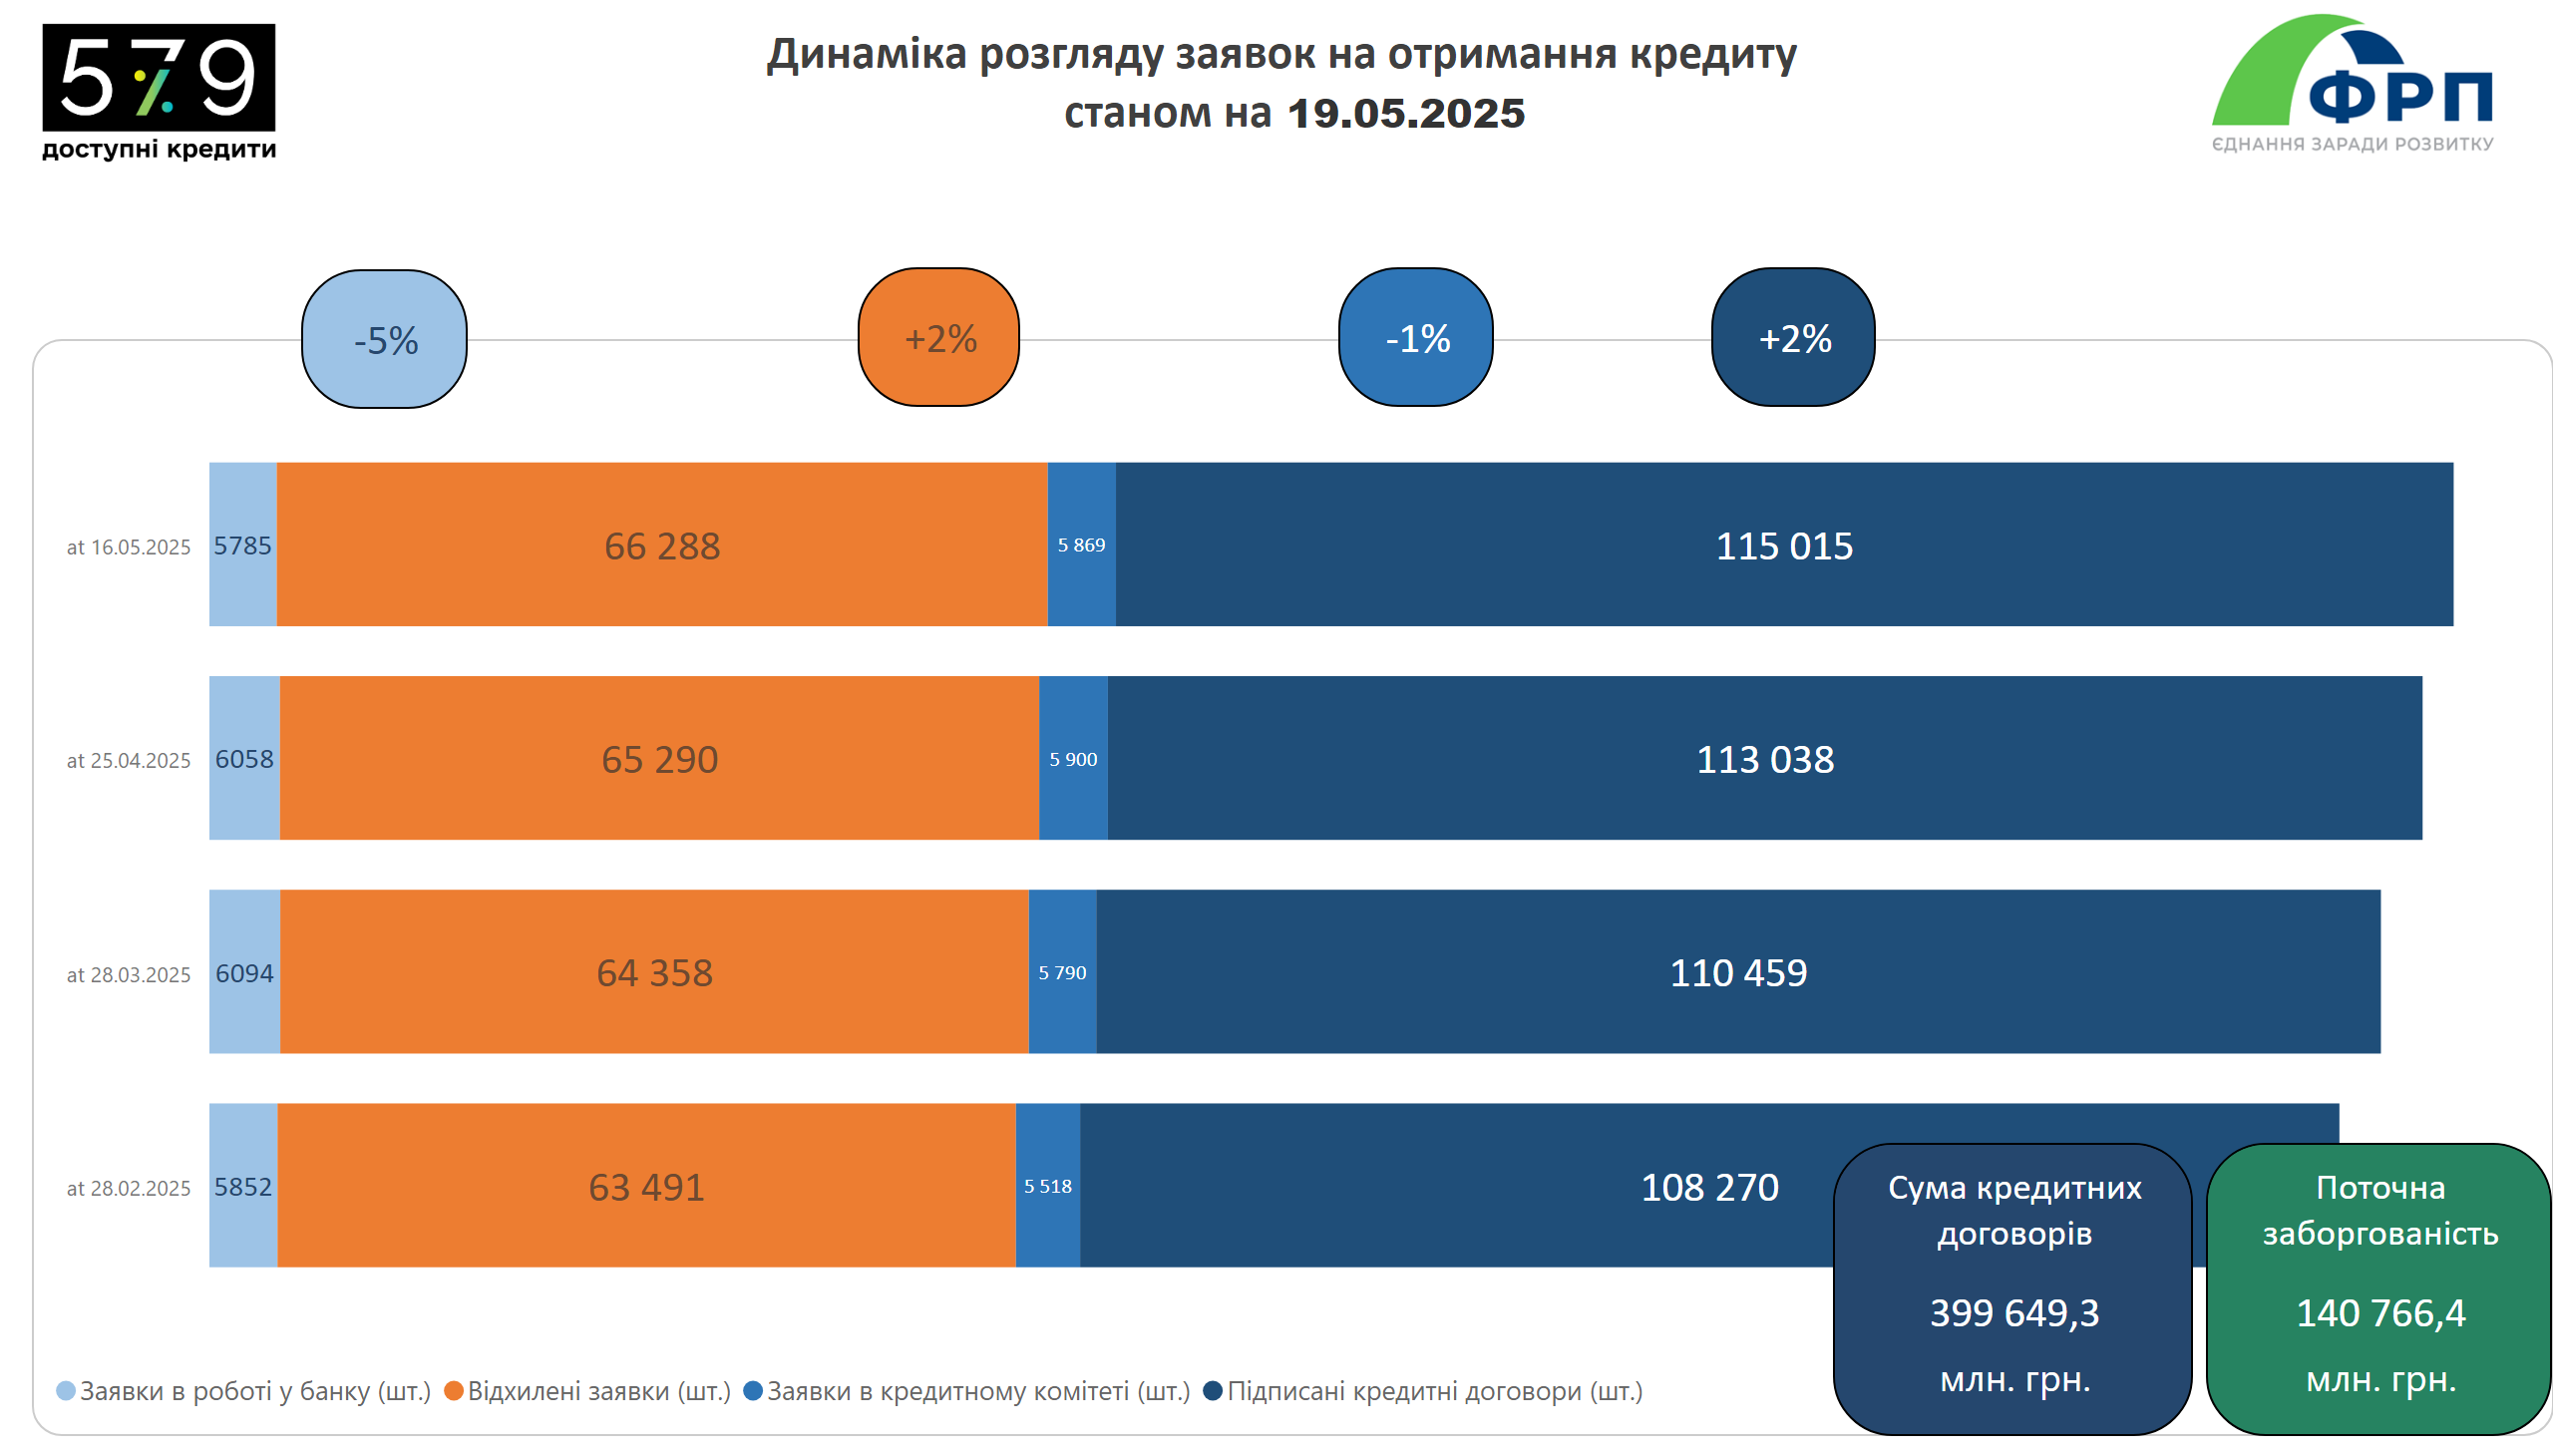 5%7%9
доступні кредити
Динаміка розгляду заявок на отримання кредиту
станом на 19.05.2025
ФРП
ЄДНАННЯ ЗАРАДИ РОЗВИТКУ
-5% +2% -1% +2%
at 16.05.2025 5785 66 288 5 869 115 015
at 25.04.2025 6058 65 290 5 900 113 038
at 28.03.2025 6094 64 358 5 790 110 459
at 28.02.2025 5852 63 491 5 518 108 270
Сума кредитних
договорів
399 649,3
млн. грн.
Поточна
заборгованість
140 766,4
млн. грн.
Заявки в роботі у банку (шт.) Відхилені заявки (шт.) Заявки в кредитному комітеті (шт.) Підписані кредитні договори (шт.)